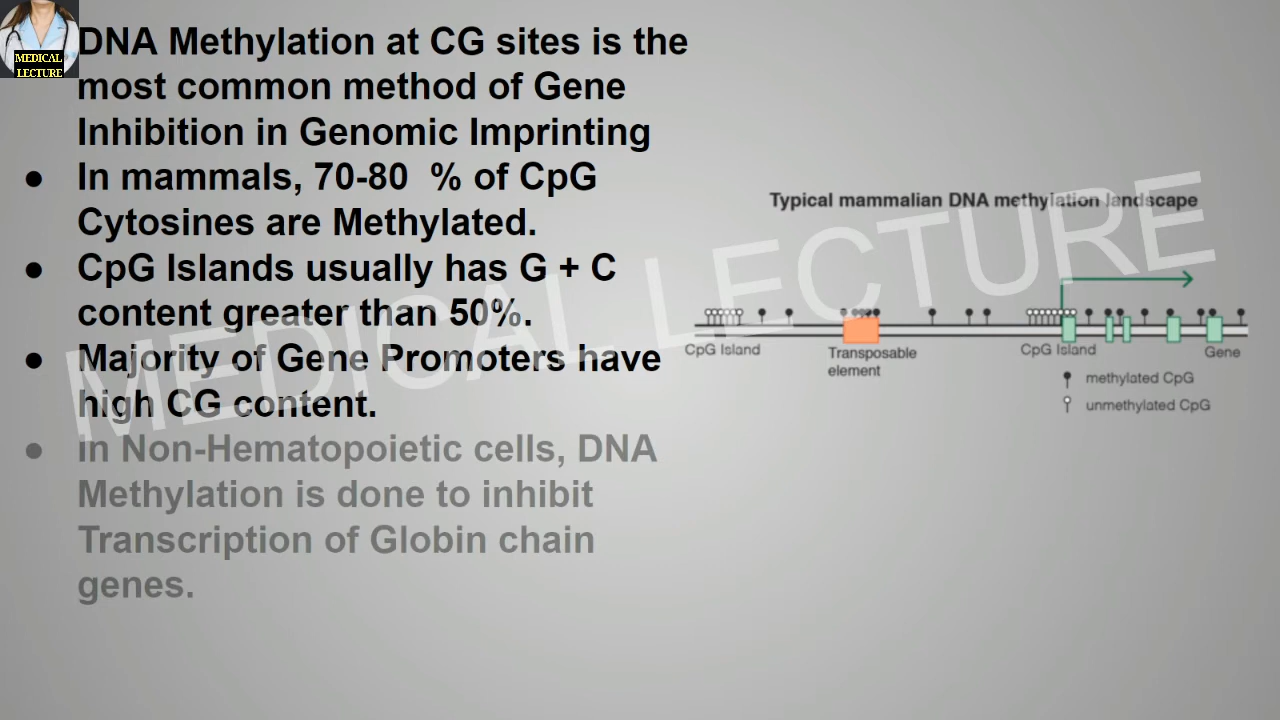 MEDICAL
LECTURE
DNA Methylation at CG sites is the
most common method of Gene
Inhibition in Genomic Imprinting
● In mammals, 70-80 % of CpG
Cytosines are Methylated.
● CpG Islands usually has G + C
content greater than 50%.
● Majority of Gene Promoters have
high CG content.
● In Non-Hematopoietic cells, DNA
Methylation is done to inhibit
Transcription of Globin chain
genes.
Typical mammalian DNA methylation landscape
CpG Island
Transposable
element
CpG Island
Gene
methylated CpG
unmethylated CpG
MEDICAL LECTURE